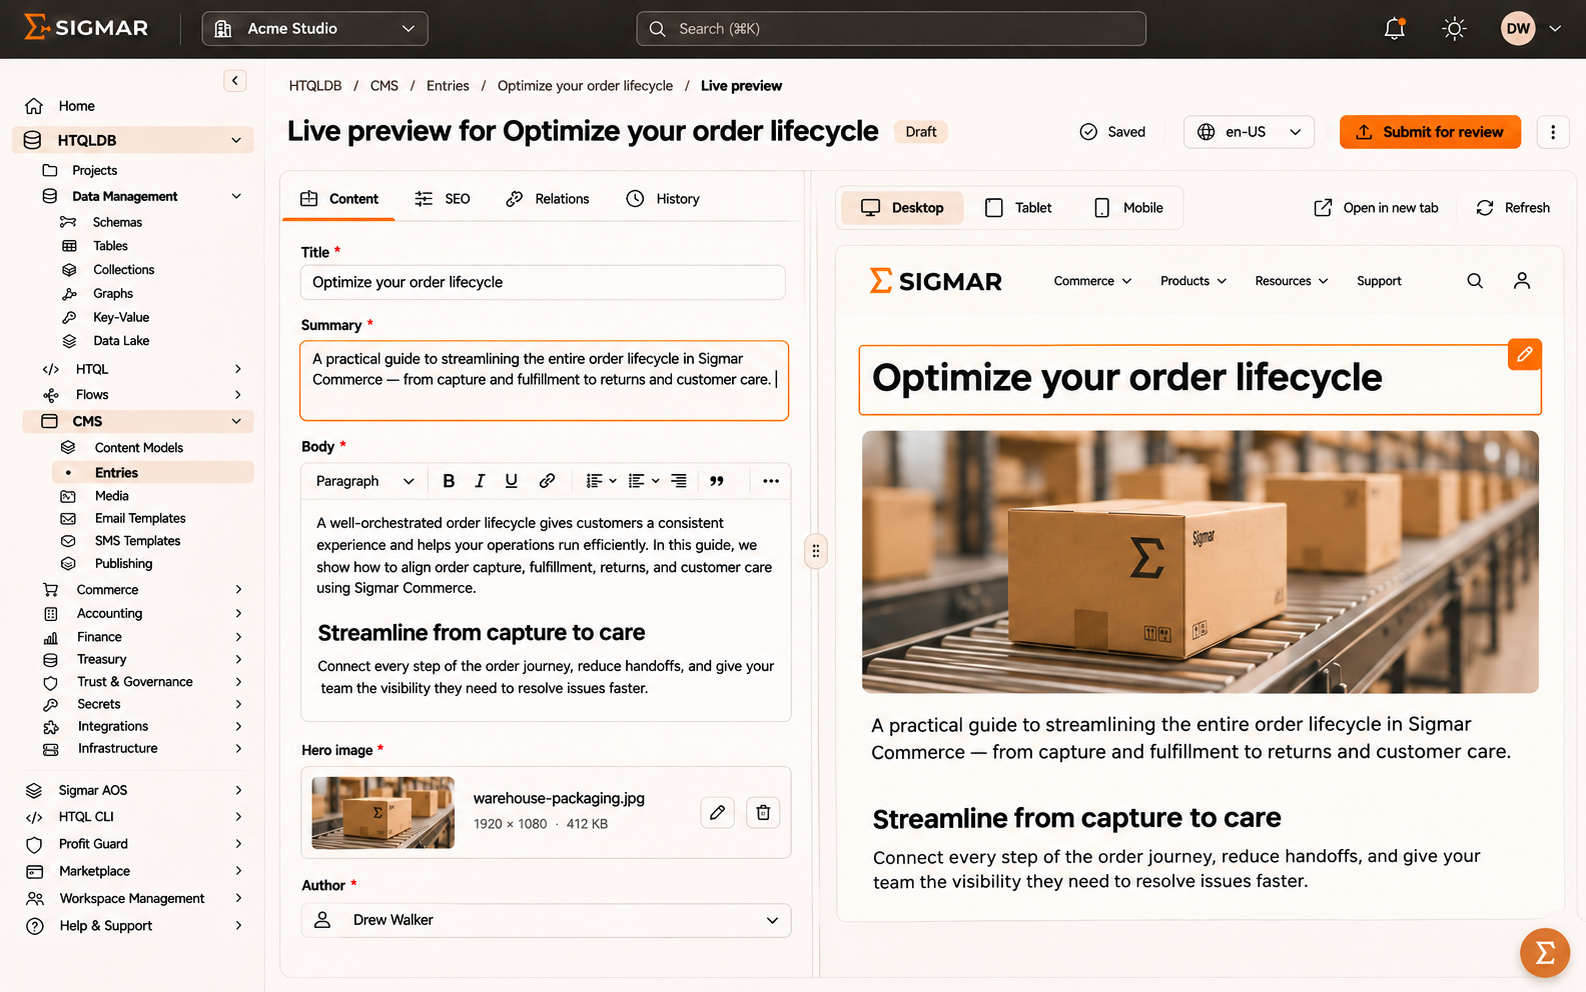 SIGMAR
Acme Studio
Search (⌘K)
DW
HTQLDB / CMS / Entries / Optimize your order lifecycle / Live preview
Live preview for Optimize your order lifecycle
Draft
Saved
en-US
Submit for review
Home
HTQLDB
Projects
Data Management
Schemas
Tables
Collections
Graphs
Key-Value
Data Lake
HTQL
Flows
CMS
Content Models
Entries
Media
Email Templates
SMS Templates
Publishing
Commerce
Accounting
Finance
Treasury
Trust & Governance
Secrets
Integrations
Infrastructure
Sigmar AOS
HTQL CLI
Profit Guard
Marketplace
Workspace Management
Help & Support
Content
SEO
Relations
History
Title *
Optimize your order lifecycle
Summary *
A practical guide to streamlining the entire order lifecycle in Sigmar
Commerce — from capture and fulfillment to returns and customer care.
Body *
Paragraph
B I U
A well-orchestrated order lifecycle gives customers a consistent
experience and helps your operations run efficiently. In this guide, we
show how to align order capture, fulfillment, returns, and customer care
using Sigmar Commerce.
Streamline from capture to care
Connect every step of the order journey, reduce handoffs, and give your
team the visibility they need to resolve issues faster.
Hero image *
warehouse-packaging.jpg
1920 × 1080 · 412 KB
Author *
Drew Walker
Desktop
Tablet
Mobile
Open in new tab
Refresh
SIGMAR
Commerce
Products
Resources
Support
Optimize your order lifecycle
Sigmar
A practical guide to streamlining the entire order lifecycle in Sigmar
Commerce — from capture and fulfillment to returns and customer care.
Streamline from capture to care
Connect every step of the order journey, reduce handoffs, and give your
team the visibility they need to resolve issues faster.